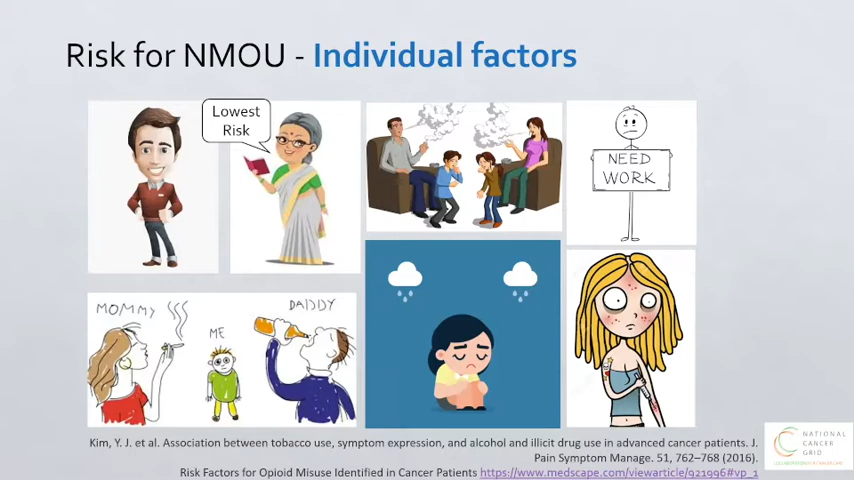 Risk for NMOU - Individual factors
Lowest
Risk
NEED
WORK
MOMMY
ME
DADDY
Kim, Y. J. et al. Association between tobacco use, symptom expression, and alcohol and illicit drug use in advanced cancer patients. J.
Pain Symptom Manage. 51, 762–768 (2016).
Risk Factors for Opioid Misuse Identified in Cancer Patients https://www.medscape.com/viewarticle/921996#vp_1
NATIONAL
CANCER
GRID